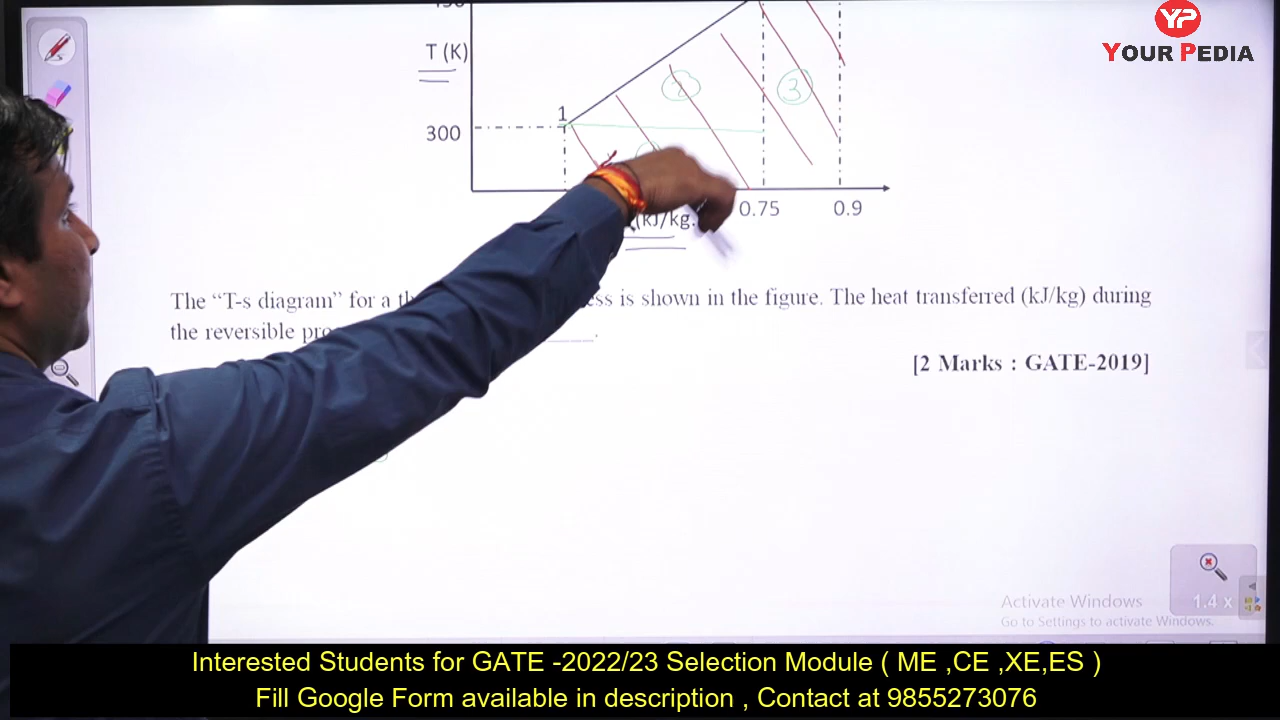 YP
YOUR PEDIA
T (K)
1
2
3
300
(kJ/kg.
0.75
0.9
The “T-s diagram” for a is shown in the figure. The heat transferred (kJ/kg) during
the reversible
[2 Marks : GATE-2019]
Activate Windows
Go to Settings to activate Windows.
1.4 x
Interested Students for GATE -2022/23 Selection Module ( ME ,CE ,XE,ES )
Fill Google Form available in description , Contact at 9855273076